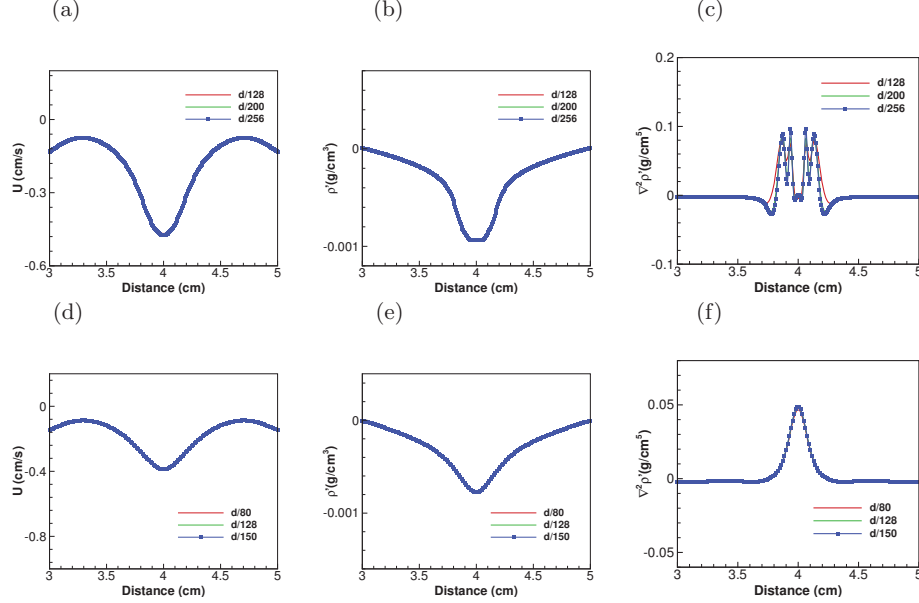 (a)
(b)
(c)
0
-0.3
-0.6
U (cm/s)
d/128
d/200
d/256
3
3.5
4
4.5
5
Distance (cm)
0
-0.001
ρ'(g/cm³)
d/128
d/200
d/256
3
3.5
4
4.5
5
Distance (cm)
0.2
0.1
0
-0.1
∇²ρ'(g/cm⁵)
d/128
d/200
d/256
3
3.5
4
4.5
5
Distance (cm)
(d)
(e)
(f)
0
-0.4
-0.8
U (cm/s)
d/80
d/128
d/150
3
3.5
4
4.5
5
Distance (cm)
0
-0.001
ρ'(g/cm³)
d/80
d/128
d/150
3
3.5
4
4.5
5
Distance (cm)
0.05
0
-0.05
∇²ρ'(g/cm⁵)
d/80
d/128
d/150
3
3.5
4
4.5
5
Distance (cm)